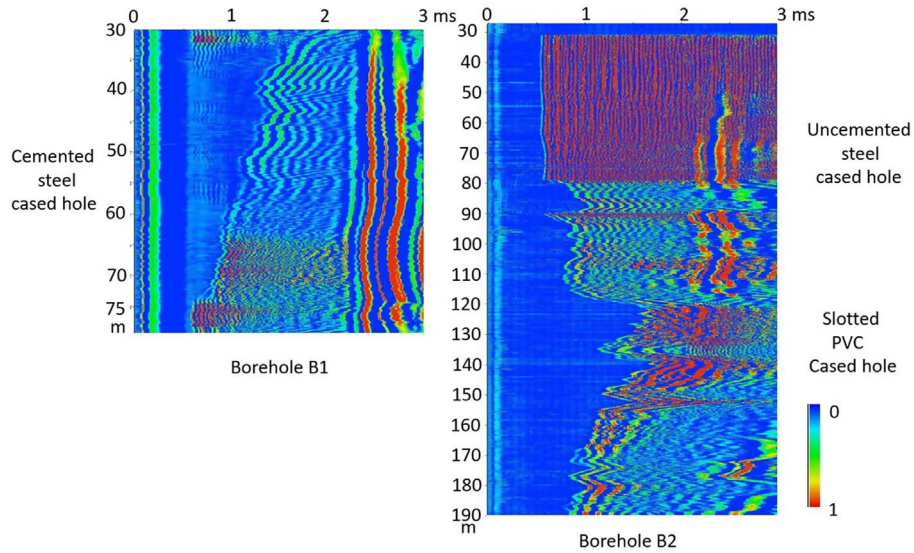 0 1 2 3 ms
30
40
50
60
70
75
m
Cemented
steel
cased hole
Borehole B1
0 1 2 3 ms
30
40
50
60
70
80
90
100
110
120
130
140
150
160
170
180
190
m
Borehole B2
Uncemented
steel
cased hole
Slotted
PVC
Cased hole
0
1